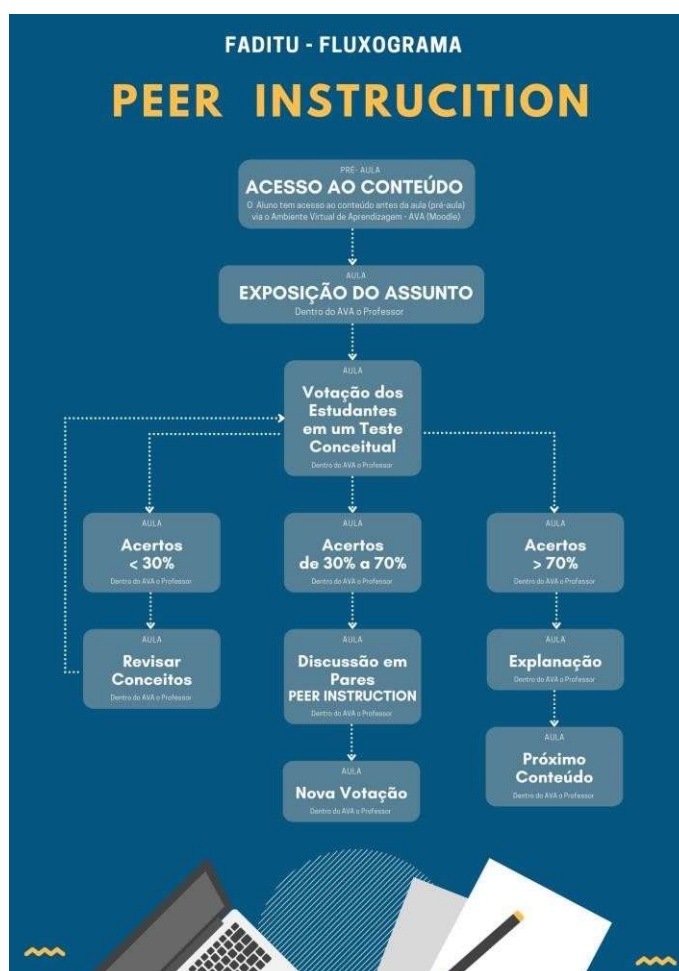 FADITU - FLUXOGRAMA
PEER INSTRUCITION
PRÉ- AULA
ACESSO AO CONTEÚDO
O Aluno tem acesso ao conteúdo antes da aula (pré-aula)
via o Ambiente Virtual de Aprendizagem - AVA (Moodle)
AULA
EXPOSIÇÃO DO ASSUNTO
Dentro do AVA o Professor
AULA
Votação dos
Estudantes
em um Teste
Conceitual
Dentro do AVA o Professor
AULA
Acertos
< 30%
Dentro do AVA o Professor
AULA
Acertos
de 30% a 70%
Dentro do AVA o Professor
AULA
Acertos
> 70%
Dentro do AVA o Professor
AULA
Revisar
Conceitos
Dentro do AVA o Professor
AULA
Discussão em
Pares
PEER INSTRUCTION
Dentro do AVA o Professor
AULA
Explanação
Dentro do AVA o Professor
AULA
Nova Votação
Dentro do AVA o Professor
AULA
Próximo
Conteúdo
Dentro do AVA o Professor